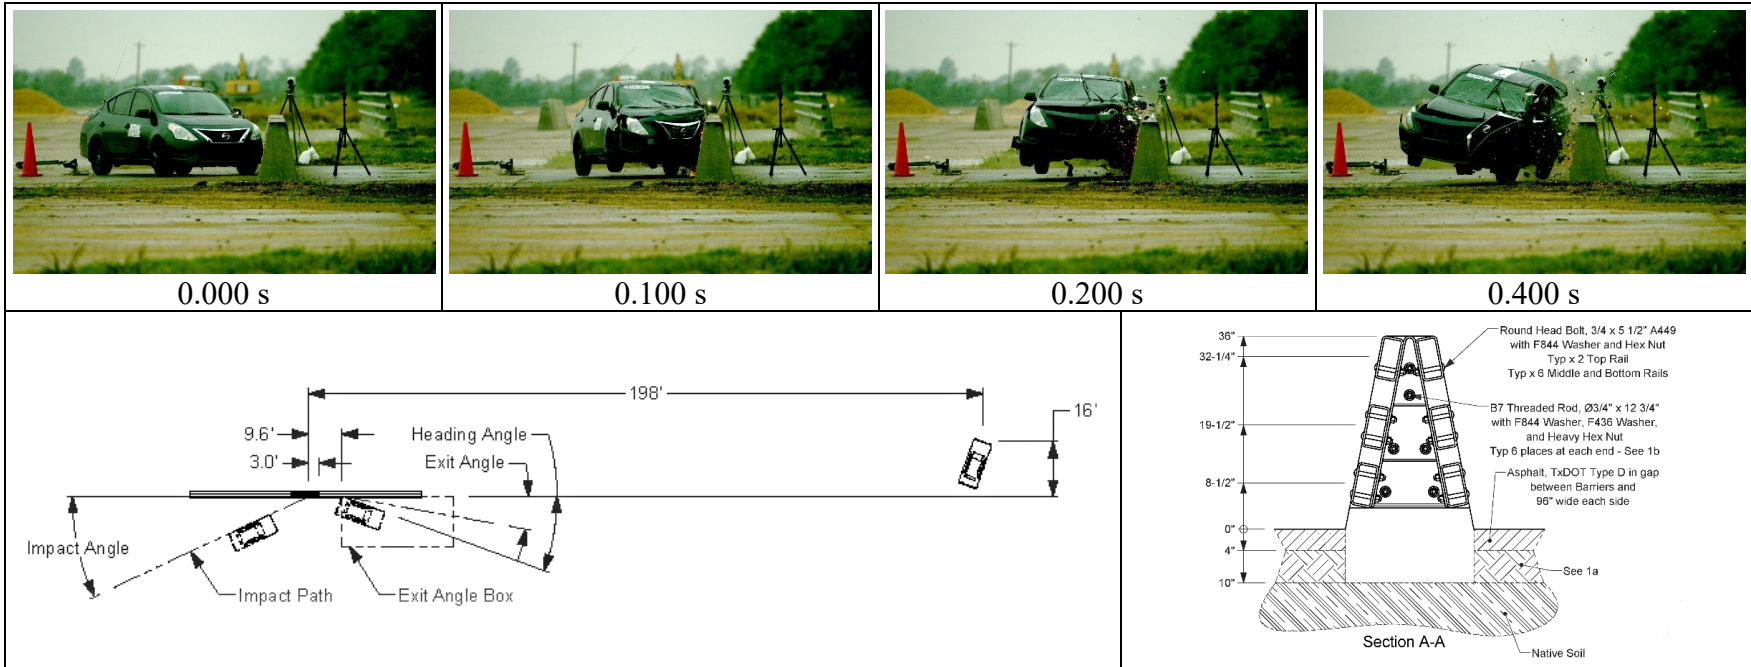 0.000 s
0.100 s
0.200 s
0.400 s
198'
16'
9.6'
3.0'
Heading Angle
Exit Angle
Impact Angle
Impact Path
Exit Angle Box
36"
32-1/4"
19-1/2"
8-1/2"
0"
4"
10"
Round Head Bolt, 3/4 x 5 1/2" A449
with F844 Washer and Hex Nut
Typ x 2 Top Rail
Typ x 6 Middle and Bottom Rails
B7 Threaded Rod, Ø3/4" x 12 3/4"
with F844 Washer, F436 Washer,
and Heavy Hex Nut
Typ 6 places at each end - See 1b
Asphalt, TxDOT Type D in gap
between Barriers and
96" wide each side
See 1a
Section A-A
Native Soil